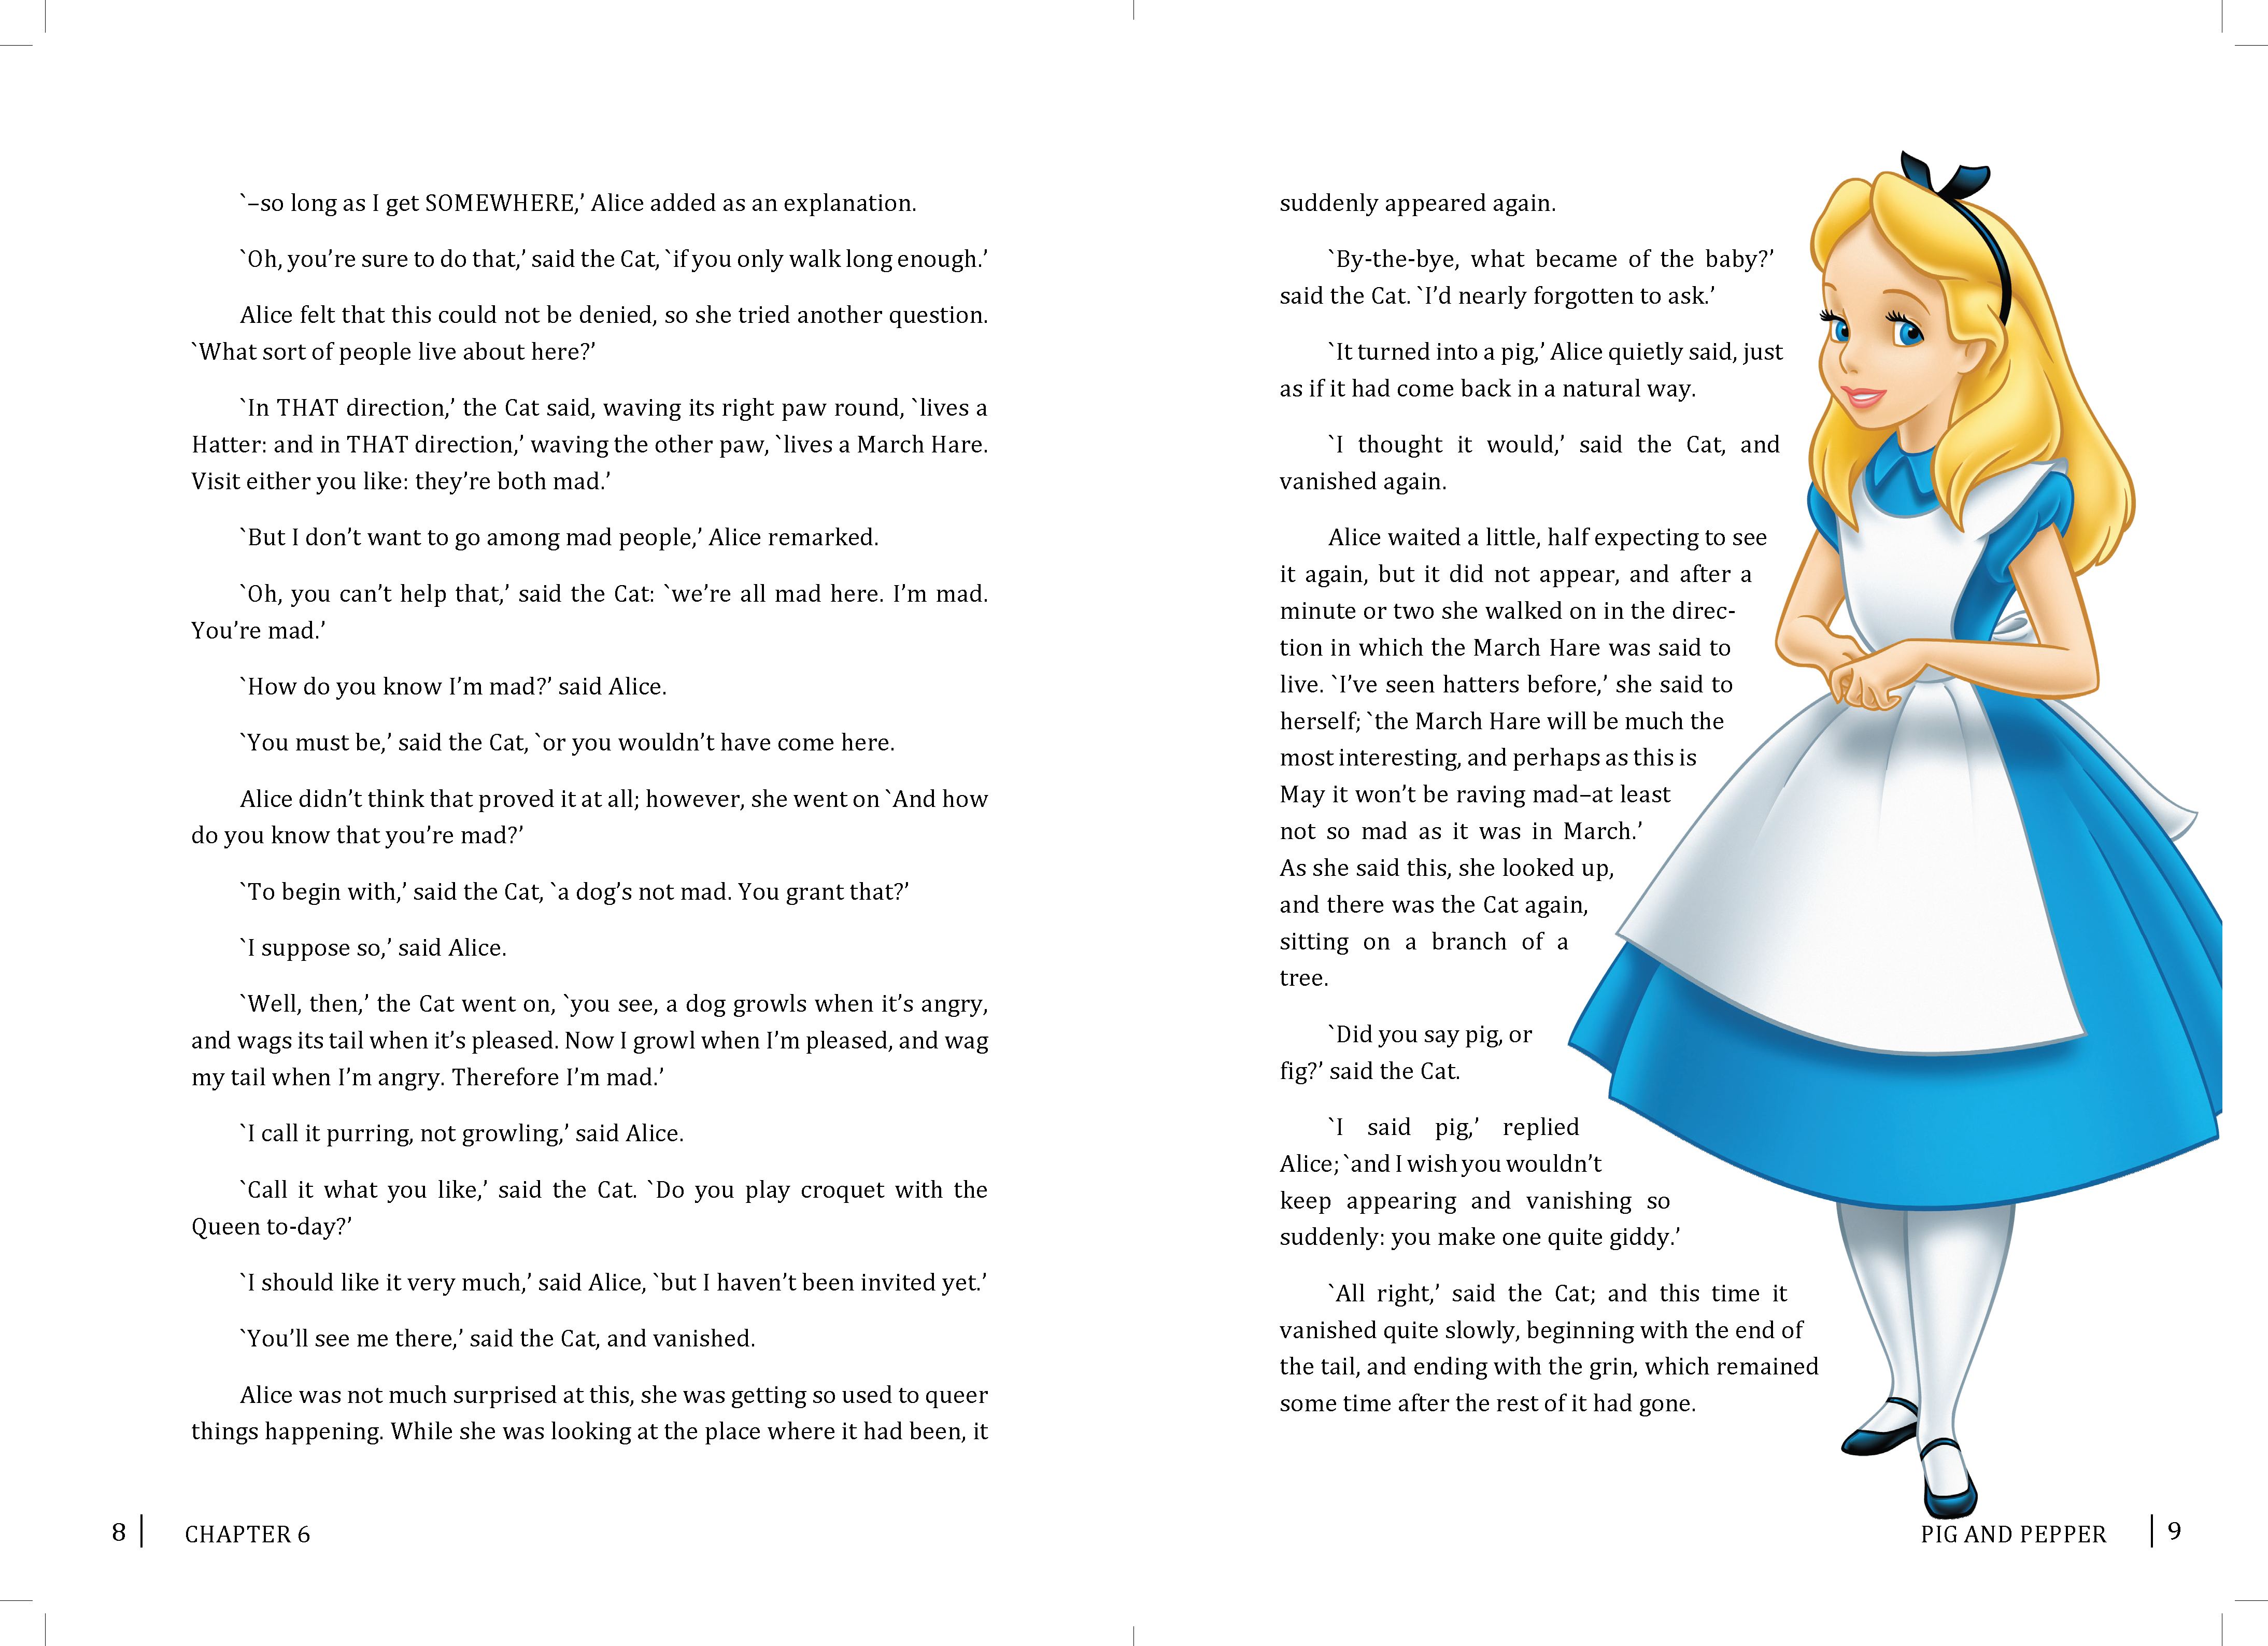 `–so long as I get SOMEWHERE,’ Alice added as an explanation.
`Oh, you’re sure to do that,’ said the Cat, `if you only walk long enough.’
Alice felt that this could not be denied, so she tried another question.
`What sort of people live about here?’
`In THAT direction,’ the Cat said, waving its right paw round, `lives a
Hatter: and in THAT direction,’ waving the other paw, `lives a March Hare.
Visit either you like: they’re both mad.’
`But I don’t want to go among mad people,’ Alice remarked.
`Oh, you can’t help that,’ said the Cat: `we’re all mad here. I’m mad.
You’re mad.’
`How do you know I’m mad?’ said Alice.
`You must be,’ said the Cat, `or you wouldn’t have come here.
Alice didn’t think that proved it at all; however, she went on `And how
do you know that you’re mad?’
`To begin with,’ said the Cat, `a dog’s not mad. You grant that?’
`I suppose so,’ said Alice.
`Well, then,’ the Cat went on, `you see, a dog growls when it’s angry,
and wags its tail when it’s pleased. Now I growl when I’m pleased, and wag
my tail when I’m angry. Therefore I’m mad.’
`I call it purring, not growling,’ said Alice.
`Call it what you like,’ said the Cat. `Do you play croquet with the
Queen to-day?’
`I should like it very much,’ said Alice, `but I haven’t been invited yet.’
`You’ll see me there,’ said the Cat, and vanished.
Alice was not much surprised at this, she was getting so used to queer
things happening. While she was looking at the place where it had been, it
8
CHAPTER 6
suddenly appeared again.
`By-the-bye, what became of the baby?’
said the Cat. `I’d nearly forgotten to ask.’
`It turned into a pig,’ Alice quietly said, just
as if it had come back in a natural way.
`I thought it would,’ said the Cat, and
vanished again.
Alice waited a little, half expecting to see
it again, but it did not appear, and after a
minute or two she walked on in the direc-
tion in which the March Hare was said to
live. `I’ve seen hatters before,’ she said to
herself; `the March Hare will be much the
most interesting, and perhaps as this is
May it won’t be raving mad–at least
not so mad as it was in March.’
As she said this, she looked up,
and there was the Cat again,
sitting on a branch of a
tree.
`Did you say pig, or
fig?’ said the Cat.
`I said pig,’ replied
Alice; `and I wish you wouldn’t
keep appearing and vanishing so
suddenly: you make one quite giddy.’
`All right,’ said the Cat; and this time it
vanished quite slowly, beginning with the end of
the tail, and ending with the grin, which remained
some time after the rest of it had gone.
PIG AND PEPPER
9